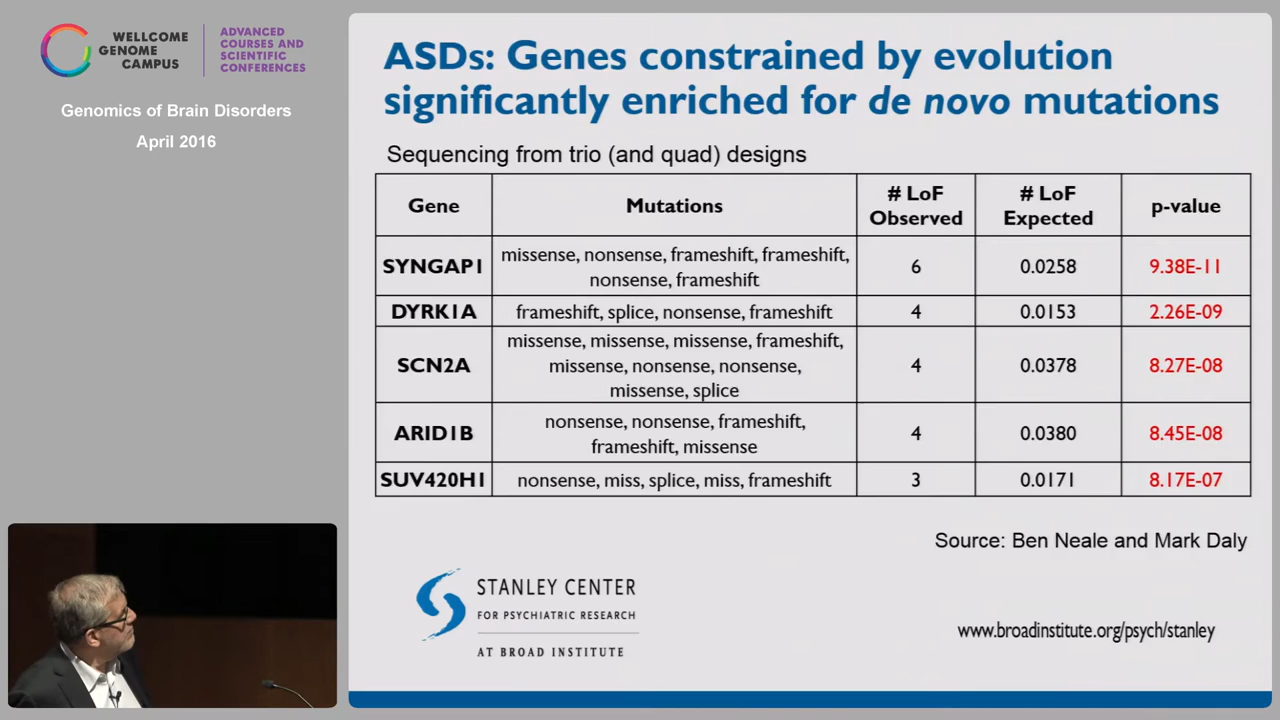 WELLCOME
GENOME
CAMPUS
ADVANCED
COURSES AND
SCIENTIFIC
CONFERENCES
Genomics of Brain Disorders
April 2016
ASDs: Genes constrained by evolution
significantly enriched for de novo mutations
Sequencing from trio (and quad) designs
Gene Mutations # LoF Observed # LoF Expected p-value
SYNGAP1 missense, nonsense, frameshift, frameshift, 6 0.0258 9.38E-11
nonsense, frameshift
DYRK1A frameshift, splice, nonsense, frameshift 4 0.0153 2.26E-09
missense, missense, missense, frameshift,
SCN2A missense, nonsense, nonsense, 4 0.0378 8.27E-08
missense, splice
ARID1B nonsense, nonsense, frameshift, 4 0.0380 8.45E-08
frameshift, missense
SUV420H1 nonsense, miss, splice, miss, frameshift 3 0.0171 8.17E-07
Source: Ben Neale and Mark Daly
STANLEY CENTER
FOR PSYCHIATRIC RESEARCH
AT BROAD INSTITUTE
www.broadinstitute.org/psych/stanley